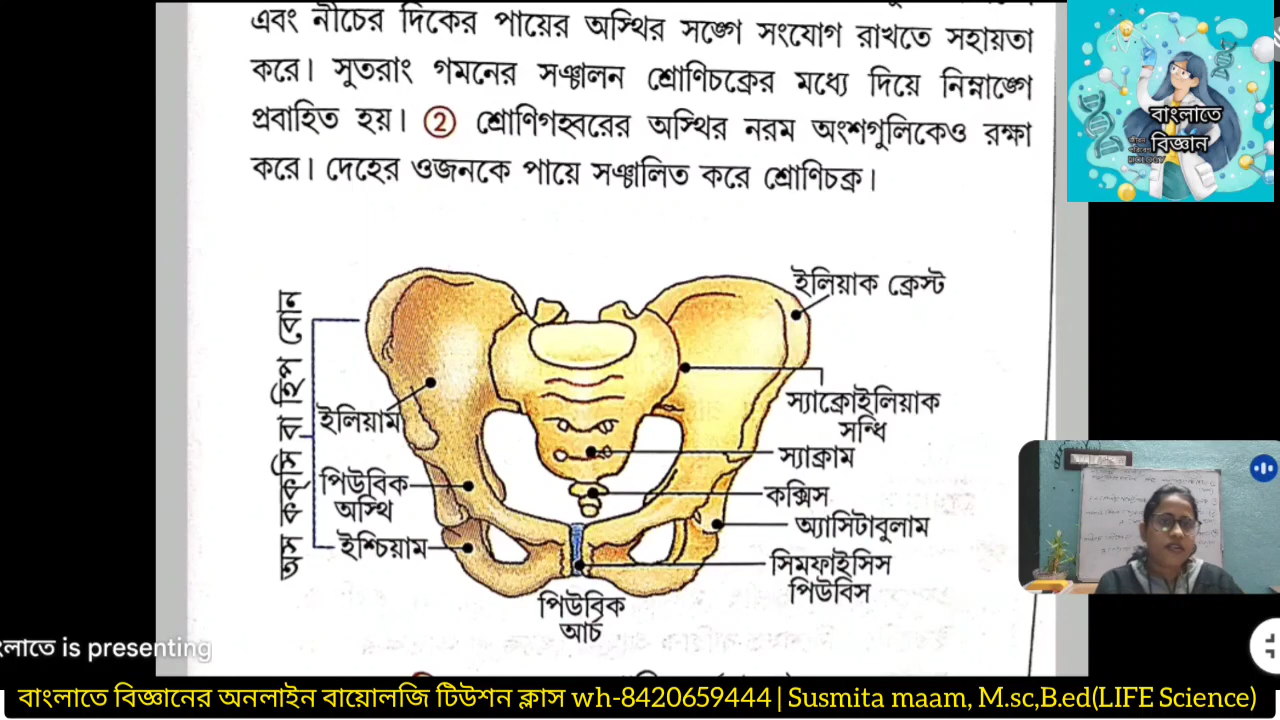 এবং নীচের দিকের পায়ের অস্থির সঙ্গে সংযোগ রাখতে সহায়তা
করে। সুতরাং গমনের সঞ্চালন শ্রোণিচক্রের মধ্যে দিয়ে নিম্নাঙ্গে
প্রবাহিত হয়। ② শ্রোণিগহ্বরের অস্থির নরম অংশগুলিকেও রক্ষা
করে। দেহের ওজনকে পায়ে সঞ্চালিত করে শ্রোণিচক্র।
বাংলাতে
বিজ্ঞান
ইলিয়াক ক্রেস্ট
অস কক্সি বা হিপ বোন
ইলিয়াম
স্যাক্রোইলিয়াক
সন্ধি
স্যাক্রাম
পিউবিক
অস্থি
কক্সিস
অ্যাসিটাবুলাম
ইশ্চিয়াম
সিমফাইসিস
পিউবিস
পিউবিক
আর্চ
লাতে is presenting
বাংলাতে বিজ্ঞানের অনলাইন বায়োলজি টিউশন ক্লাস wh-8420659444 | Susmita maam, M.sc,B.ed(LIFE Science)